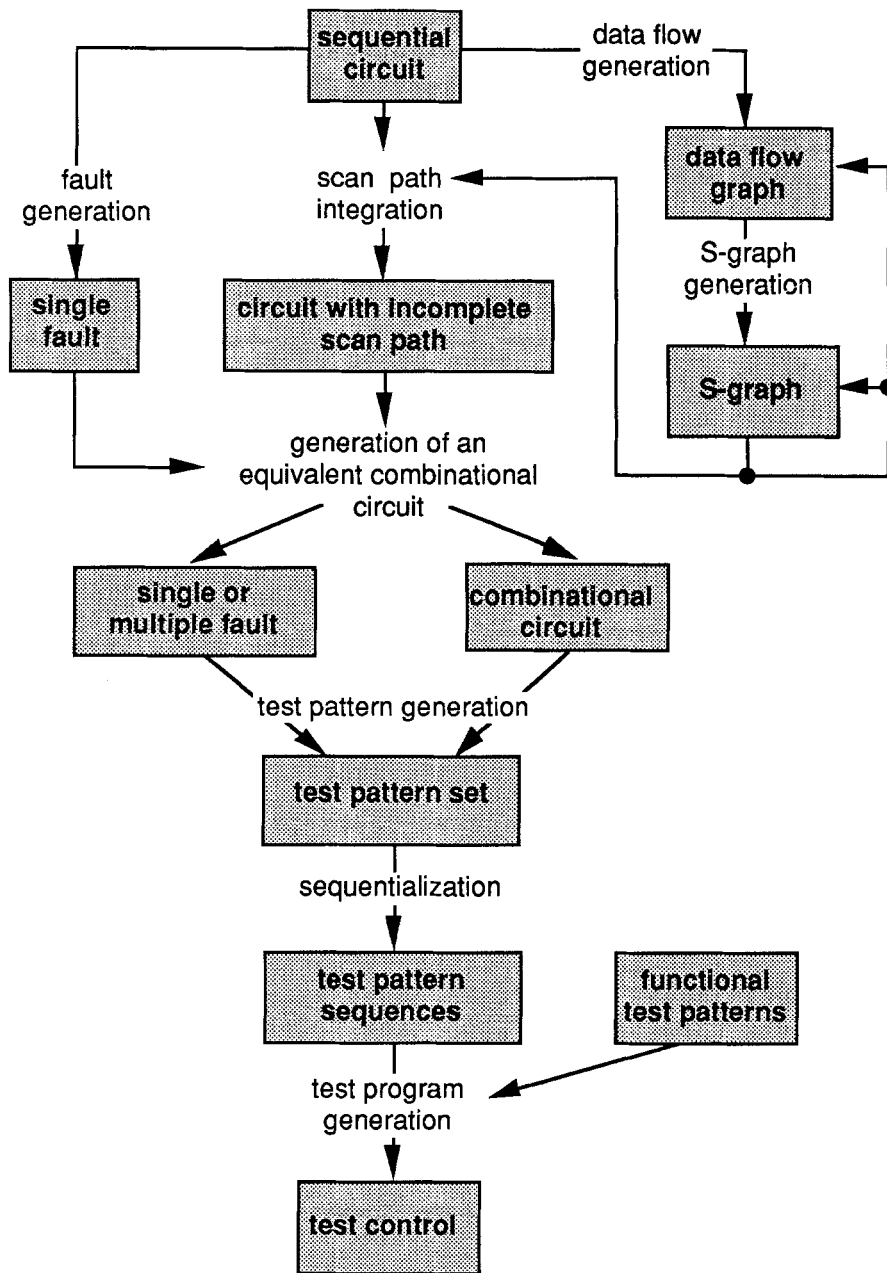 sequential
circuit
data flow
generation
fault
generation
scan path
integration
data flow
graph
S-graph
generation
single
fault
circuit with incomplete
scan path
S-graph
generation of an
equivalent combinational
circuit
single or
multiple fault
combinational
circuit
test pattern generation
test pattern set
sequentialization
test pattern
sequences
functional
test patterns
test program
generation
test control